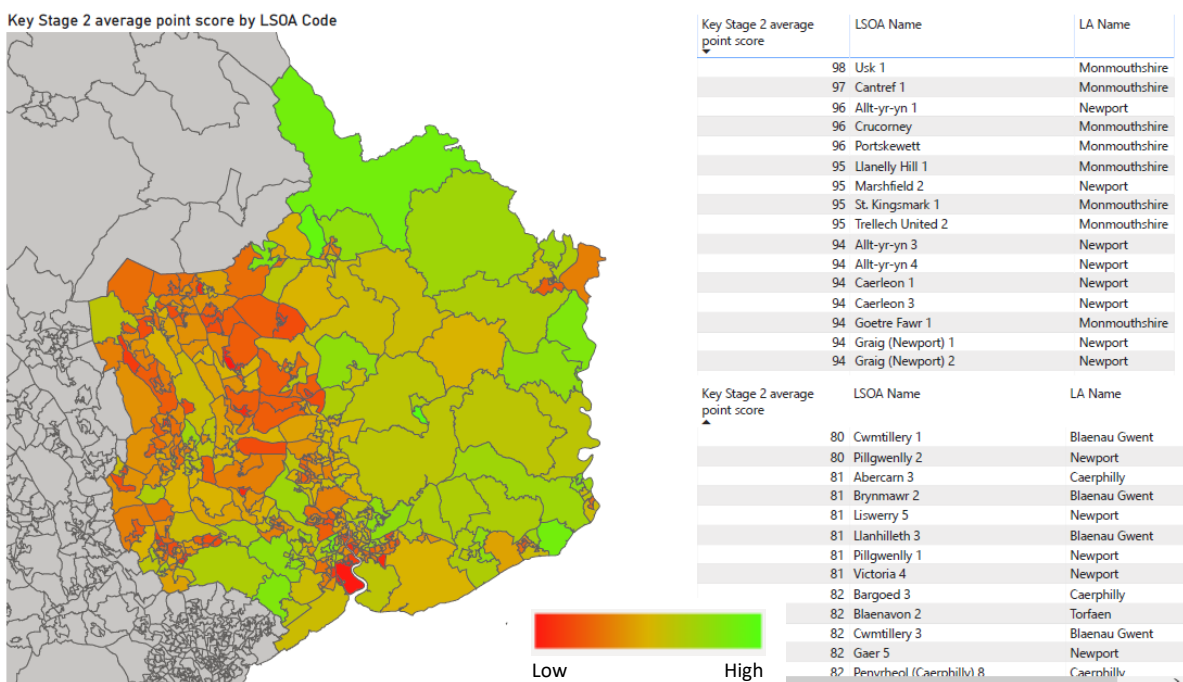 Key Stage 2 average point score by LSOA Code
Key Stage 2 average LSOA Name LA Name
point score
98 Usk 1 Monmouthshire
97 Cantref 1 Monmouthshire
96 Allt-yr-yn 1 Newport
96 Crucorney Monmouthshire
96 Portskewett Monmouthshire
95 Llanelly Hill 1 Monmouthshire
95 Marshfield 2 Newport
95 St. Kingsmark 1 Monmouthshire
95 Trellech United 2 Monmouthshire
94 Allt-yr-yn 3 Newport
94 Allt-yr-yn 4 Newport
94 Caerleon 1 Newport
94 Caerleon 3 Newport
94 Goetre Fawr 1 Monmouthshire
94 Graig (Newport) 1 Newport
94 Graig (Newport) 2 Newport
Key Stage 2 average LSOA Name LA Name
point score
80 Cwmtillery 1 Blaenau Gwent
80 Pillgwenlly 2 Newport
81 Abercarn 3 Caerphilly
81 Brynmawr 2 Blaenau Gwent
81 Liswerry 5 Newport
81 Llanhilleth 3 Blaenau Gwent
81 Pillgwenlly 1 Newport
81 Victoria 4 Newport
82 Bargoed 3 Caerphilly
82 Blaenavon 2 Torfaen
82 Cwmtillery 3 Blaenau Gwent
82 Gaer 5 Newport
82 Penyrheol (Caerphilly) 8 Caerphilly
Low High